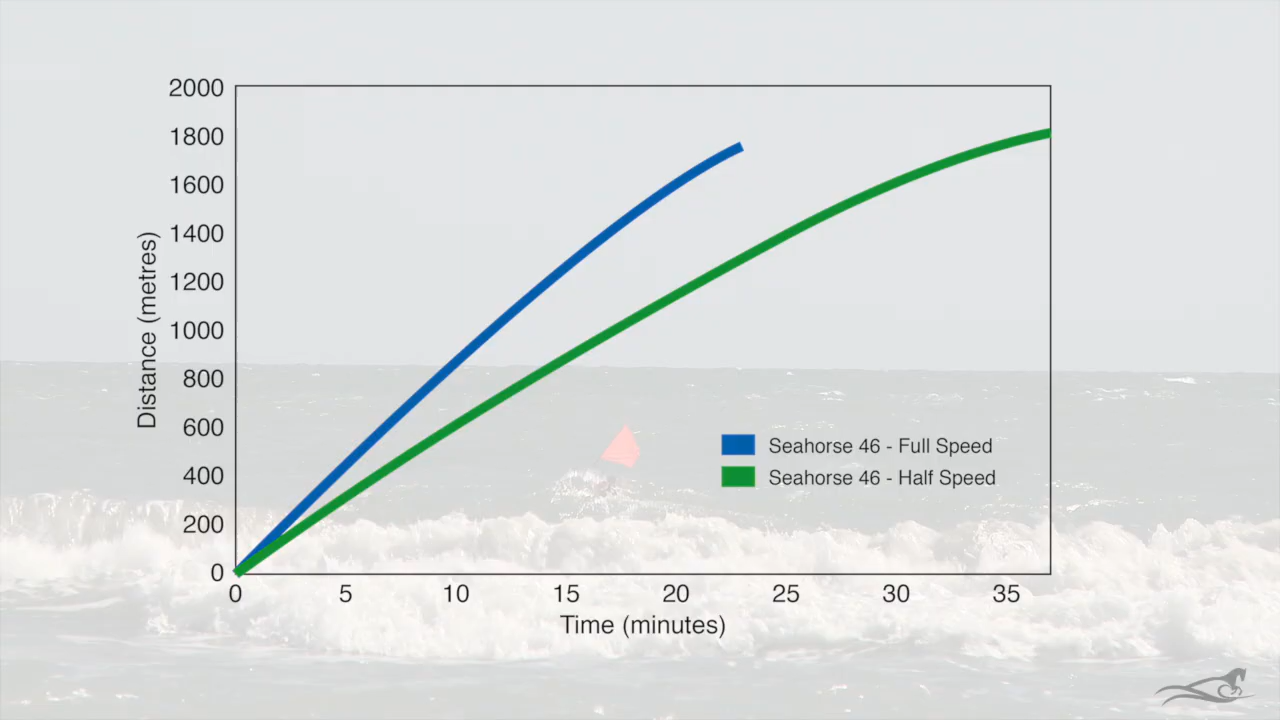 2000
1800
1600
1400
1200
1000
800
600
400
200
0
Distance (metres)
Seahorse 46 - Full Speed
Seahorse 46 - Half Speed
0 5 10 15 20 25 30 35
Time (minutes)